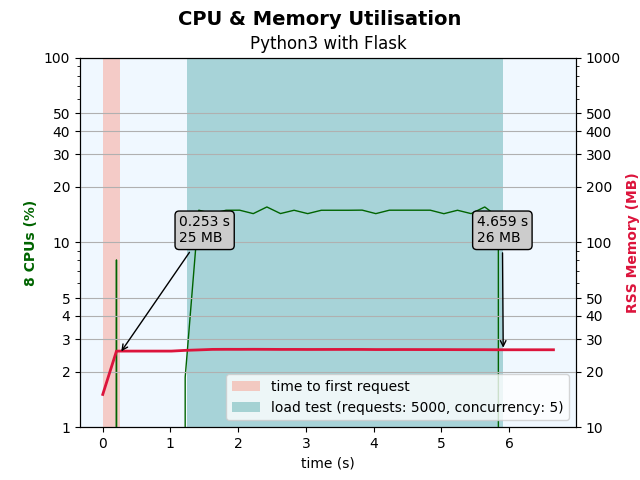 CPU & Memory Utilisation
Python3 with Flask
100
50
40
30
20
10
5
4
3
2
1
8 CPUs (%)
1000
500
400
300
200
100
50
40
30
20
10
RSS Memory (MB)
0.253 s
25 MB
4.659 s
26 MB
time to first request
load test (requests: 5000, concurrency: 5)
0 1 2 3 4 5 6
time (s)